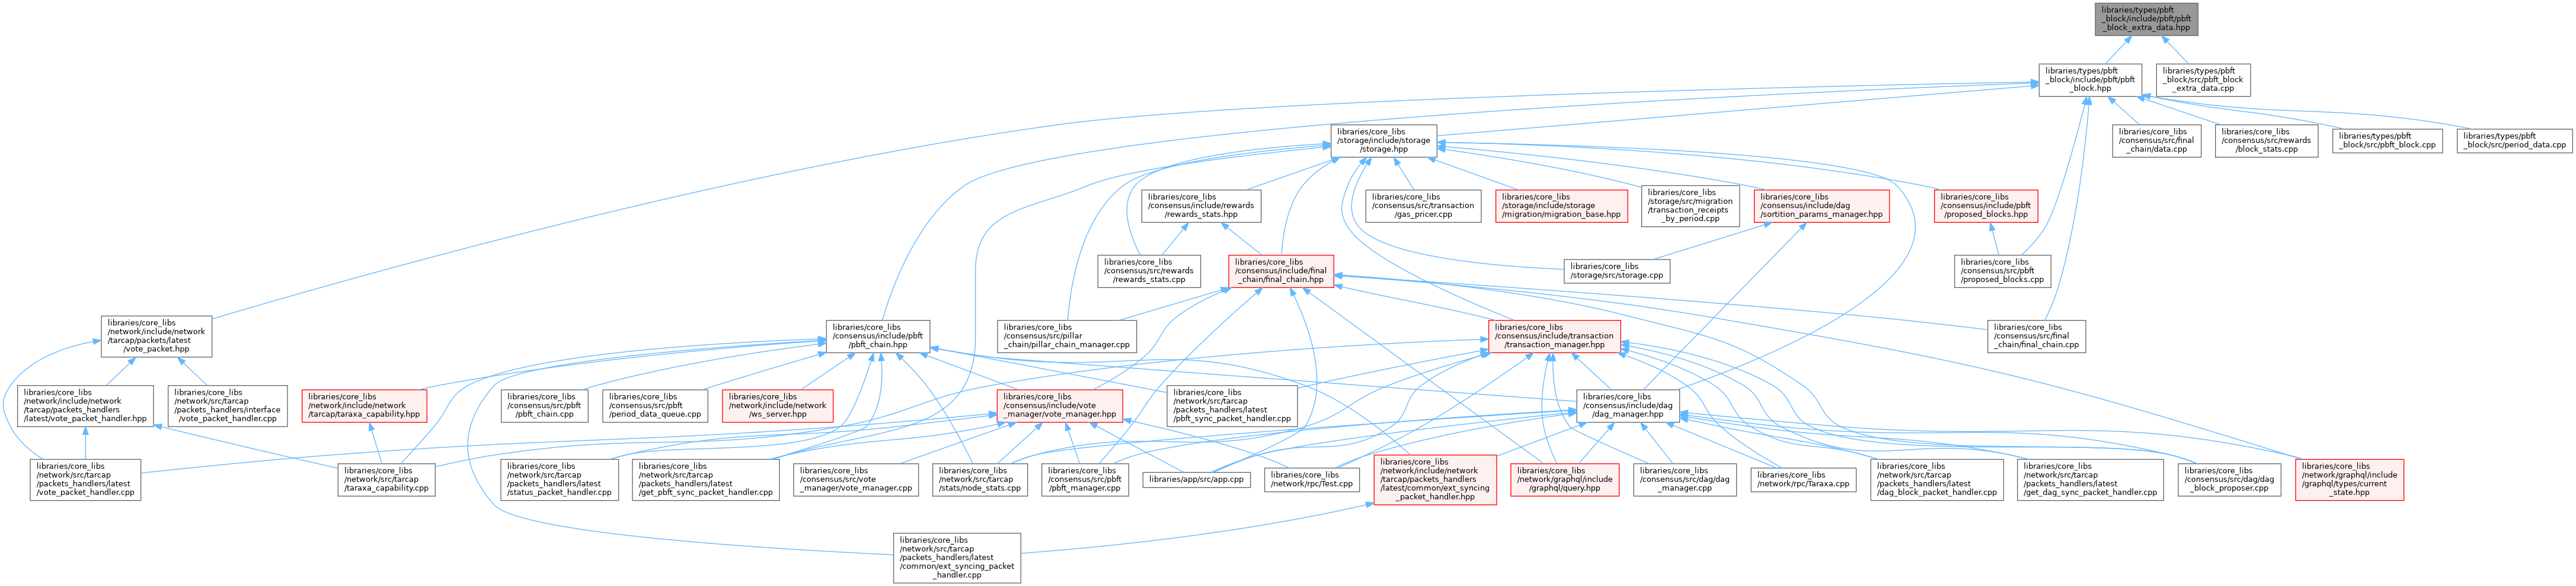 libraries/types/pbft
_block/include/pbft/pbft
_block_extra_data.hpp
libraries/types/pbft
_block/include/pbft/pbft
_block.hpp
libraries/types/pbft
_block/src/pbft_block
_extra_data.cpp
libraries/core_libs
/storage/include/storage
/storage.hpp
libraries/core_libs
/consensus/src/final
_chain/data.cpp
libraries/core_libs
/consensus/src/rewards
/block_stats.cpp
libraries/types/pbft
_block/src/pbft_block.cpp
libraries/types/pbft
_block/src/period_data.cpp
libraries/core_libs
/consensus/include/rewards
/rewards_stats.hpp
libraries/core_libs
/consensus/src/transaction
/gas_pricer.cpp
libraries/core_libs
/storage/include/storage
/migration/migration_base.hpp
libraries/core_libs
/storage/src/migration
/transaction_receipts
_by_period.cpp
libraries/core_libs
/consensus/include/dag
/sortition_params_manager.hpp
libraries/core_libs
/consensus/include/pbft
/proposed_blocks.hpp
libraries/core_libs
/consensus/src/rewards
/rewards_stats.cpp
libraries/core_libs
/consensus/include/final
_chain/final_chain.hpp
libraries/core_libs
/storage/src/storage.cpp
libraries/core_libs
/consensus/src/pbft
/proposed_blocks.cpp
libraries/core_libs
/network/include/network
/tarcap/packets/latest
/vote_packet.hpp
libraries/core_libs
/consensus/include/pbft
/pbft_chain.hpp
libraries/core_libs
/consensus/src/pillar
_chain/pillar_chain_manager.cpp
libraries/core_libs
/consensus/include/transaction
/transaction_manager.hpp
libraries/core_libs
/consensus/src/final
_chain/final_chain.cpp
libraries/core_libs
/network/include/network
/tarcap/packets_handlers
/latest/vote_packet_handler.hpp
libraries/core_libs
/network/src/tarcap
/packets_handlers/interface
/vote_packet_handler.cpp
libraries/core_libs
/network/include/network
/tarcap/taraxa_capability.hpp
libraries/core_libs
/consensus/src/pbft
/pbft_chain.cpp
libraries/core_libs
/consensus/src/pbft
/period_data_queue.cpp
libraries/core_libs
/network/include/network
/ws_server.hpp
libraries/core_libs
/consensus/include/vote
_manager/vote_manager.hpp
libraries/core_libs
/network/src/tarcap
/packets_handlers/latest
/pbft_sync_packet_handler.cpp
libraries/core_libs
/consensus/include/dag
/dag_manager.hpp
libraries/core_libs
/network/src/tarcap
/packets_handlers/latest
/vote_packet_handler.cpp
libraries/core_libs
/network/src/tarcap
/taraxa_capability.cpp
libraries/core_libs
/network/src/tarcap
/packets_handlers/latest
/status_packet_handler.cpp
libraries/core_libs
/network/src/tarcap
/packets_handlers/latest
/get_pbft_sync_packet_handler.cpp
libraries/core_libs
/consensus/src/vote
_manager/vote_manager.cpp
libraries/core_libs
/network/src/tarcap
/stats/node_stats.cpp
libraries/core_libs
/consensus/src/pbft
/pbft_manager.cpp
libraries/app/src/app.cpp
libraries/core_libs
/network/rpc/Test.cpp
libraries/core_libs
/network/include/network
/tarcap/packets_handlers
/latest/common/ext_syncing
_packet_handler.hpp
libraries/core_libs
/network/graphql/include
/graphql/query.hpp
libraries/core_libs
/consensus/src/dag/dag
_manager.cpp
libraries/core_libs
/network/rpc/Taraxa.cpp
libraries/core_libs
/network/src/tarcap
/packets_handlers/latest
/dag_block_packet_handler.cpp
libraries/core_libs
/network/src/tarcap
/packets_handlers/latest
/get_dag_sync_packet_handler.cpp
libraries/core_libs
/consensus/src/dag/dag
_block_proposer.cpp
libraries/core_libs
/network/graphql/include
/graphql/types/current
_state.hpp
libraries/core_libs
/network/src/tarcap
/packets_handlers/latest
/common/ext_syncing_packet
_handler.cpp